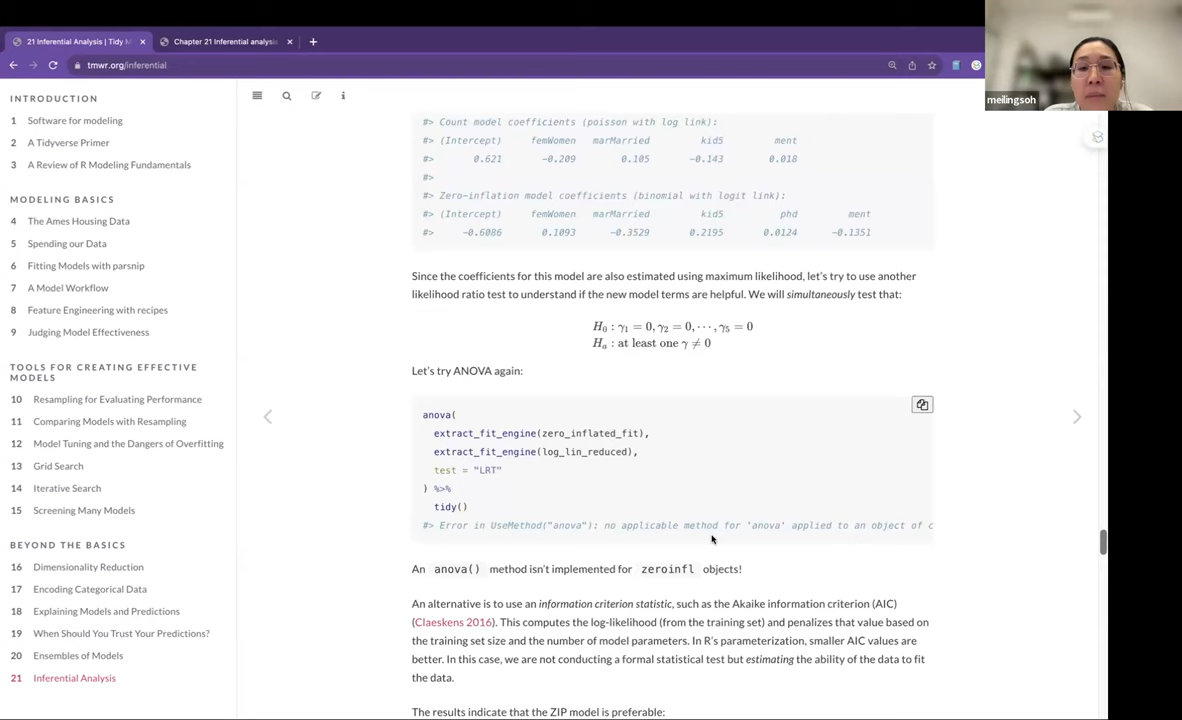 21 Inferential Analysis | Tidy M
Chapter 21 Inferential analysis
tmwr.org/inferential
meilingsoh
INTRODUCTION
1 Software for modeling
2 A Tidyverse Primer
3 A Review of R Modeling Fundamentals
MODELING BASICS
4 The Ames Housing Data
5 Spending our Data
6 Fitting Models with parsnip
7 A Model Workflow
8 Feature Engineering with recipes
9 Judging Model Effectiveness
TOOLS FOR CREATING EFFECTIVE
MODELS
10 Resampling for Evaluating Performance
11 Comparing Models with Resampling
12 Model Tuning and the Dangers of Overfitting
13 Grid Search
14 Iterative Search
15 Screening Many Models
BEYOND THE BASICS
16 Dimensionality Reduction
17 Encoding Categorical Data
18 Explaining Models and Predictions
19 When Should You Trust Your Predictions?
20 Ensembles of Models
21 Inferential Analysis
#> Count model coefficients (poisson with log link):
#> (Intercept) femWomen marMarried kid5 ment
#> 0.621 -0.209 0.105 -0.143 0.018
#>
#> Zero-inflation model coefficients (binomial with logit link):
#> (Intercept) femWomen marMarried kid5 phd ment
#> -0.6086 0.1093 -0.3529 0.2195 0.0124 -0.1351
Since the coefficients for this model are also estimated using maximum likelihood, let's try to use another
likelihood ratio test to understand if the new model terms are helpful. We will simultaneously test that:
H0 : γ1 = 0, γ2 = 0, ⋯ , γ5 = 0
Ha : at least one γ ≠ 0
Let's try ANOVA again:
anova(
extract_fit_engine(zero_inflated_fit),
extract_fit_engine(log_lin_reduced),
test = "LRT"
) %>%
tidy()
#> Error in UseMethod("anova"): no applicable method for 'anova' applied to an object of c
An anova() method isn't implemented for zeroinfl objects!
An alternative is to use an information criterion statistic, such as the Akaike information criterion (AIC)
(Claeskens 2016). This computes the log-likelihood (from the training set) and penalizes that value based on
the training set size and the number of model parameters. In R's parameterization, smaller AIC values are
better. In this case, we are not conducting a formal statistical test but estimating the ability of the data to fit
the data.
The results indicate that the ZIP model is preferable: